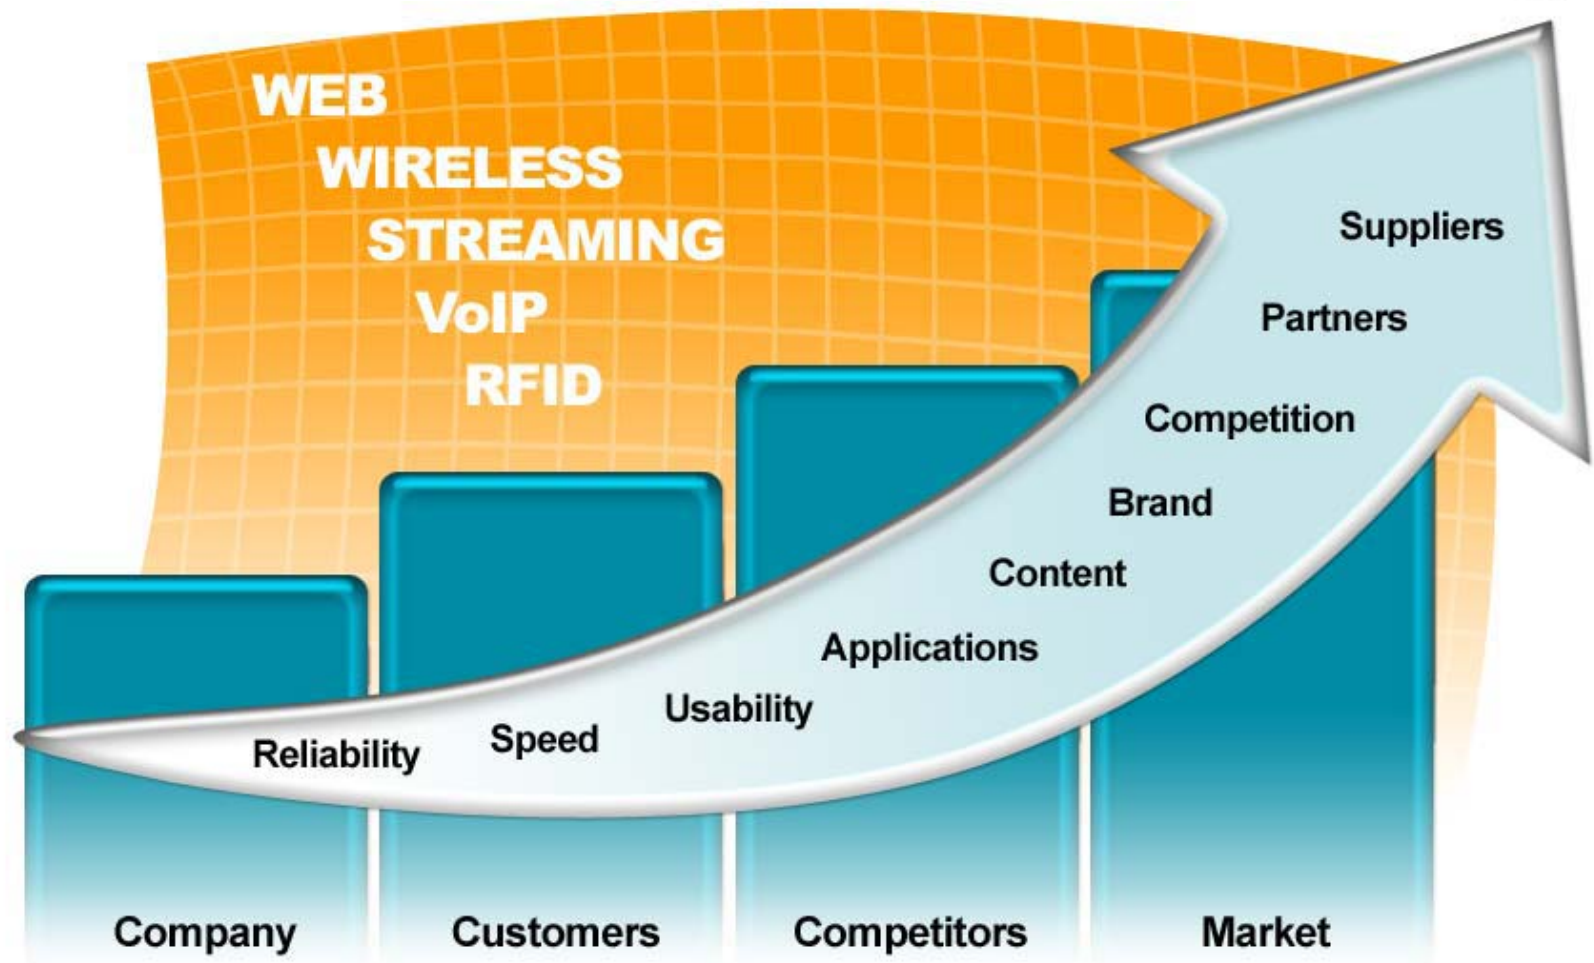 WEB
WIRELESS
STREAMING
VoIP
RFID
Suppliers
Partners
Competition
Brand
Content
Applications
Usability
Speed
Reliability
Company
Customers
Competitors
Market